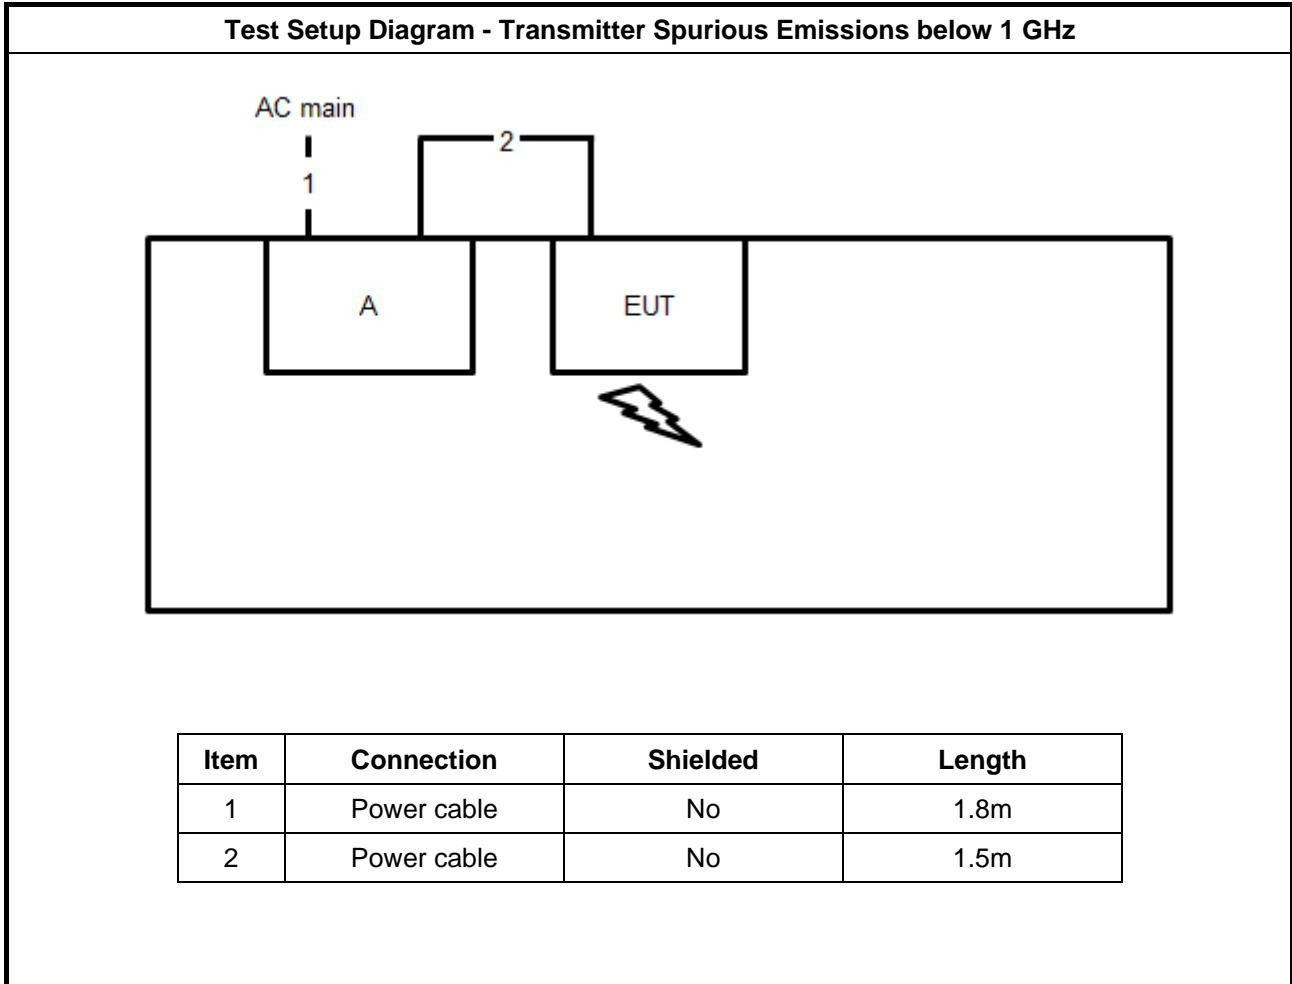 Test Setup Diagram - Transmitter Spurious Emissions below 1 GHz
AC main
2
1
A
EUT
Item Connection Shielded Length
1 Power cable No 1.8m
2 Power cable No 1.5m